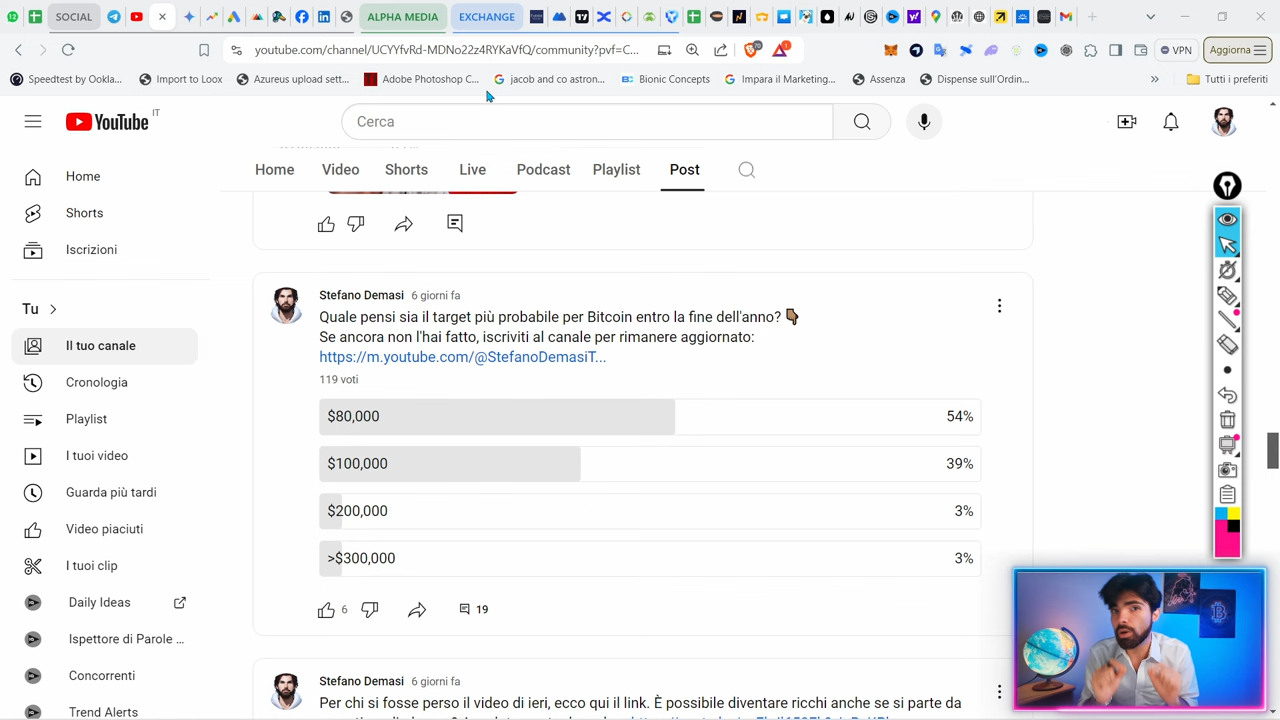 SOCIAL
ALPHA MEDIA
EXCHANGE
youtube.com/channel/UCYYfvRd-MDNo22z4RYKaVfQ/community?pvf=C...
VPN
Aggiorna
Speedtest by Ookla...
Import to Loox
Azureus upload sett...
Adobe Photoshop C...
jacob and co astron...
Bionic Concepts
Impara il Marketing...
Assenza
Dispense sull'Ordin...
Tutti i preferiti
YouTube IT
Cerca
Home
Video
Shorts
Live
Podcast
Playlist
Post
Home
Shorts
Iscrizioni
Tu
Il tuo canale
Cronologia
Playlist
I tuoi video
Guarda più tardi
Video piaciuti
I tuoi clip
Daily Ideas
Ispettore di Parole ...
Concorrenti
Trend Alerts
Stefano Demasi 6 giorni fa
Quale pensi sia il target più probabile per Bitcoin entro la fine dell'anno?
Se ancora non l'hai fatto, iscriviti al canale per rimanere aggiornato:
https://m.youtube.com/@StefanoDemasiT...
119 voti
$80,000 54%
$100,000 39%
$200,000 3%
>$300,000 3%
6
19
Stefano Demasi 6 giorni fa
Per chi si fosse perso il video di ieri, ecco qui il link. È possibile diventare ricchi anche se si parte da